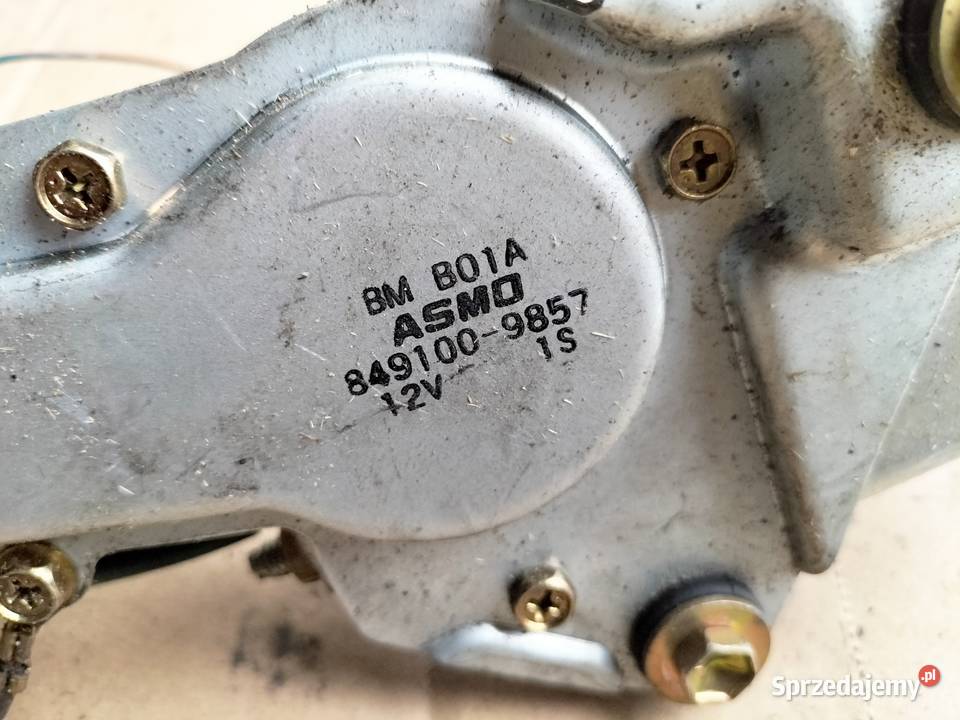 BM B01A
ASMO
849100-9857
12V 1S
Sprzedajemy.pl